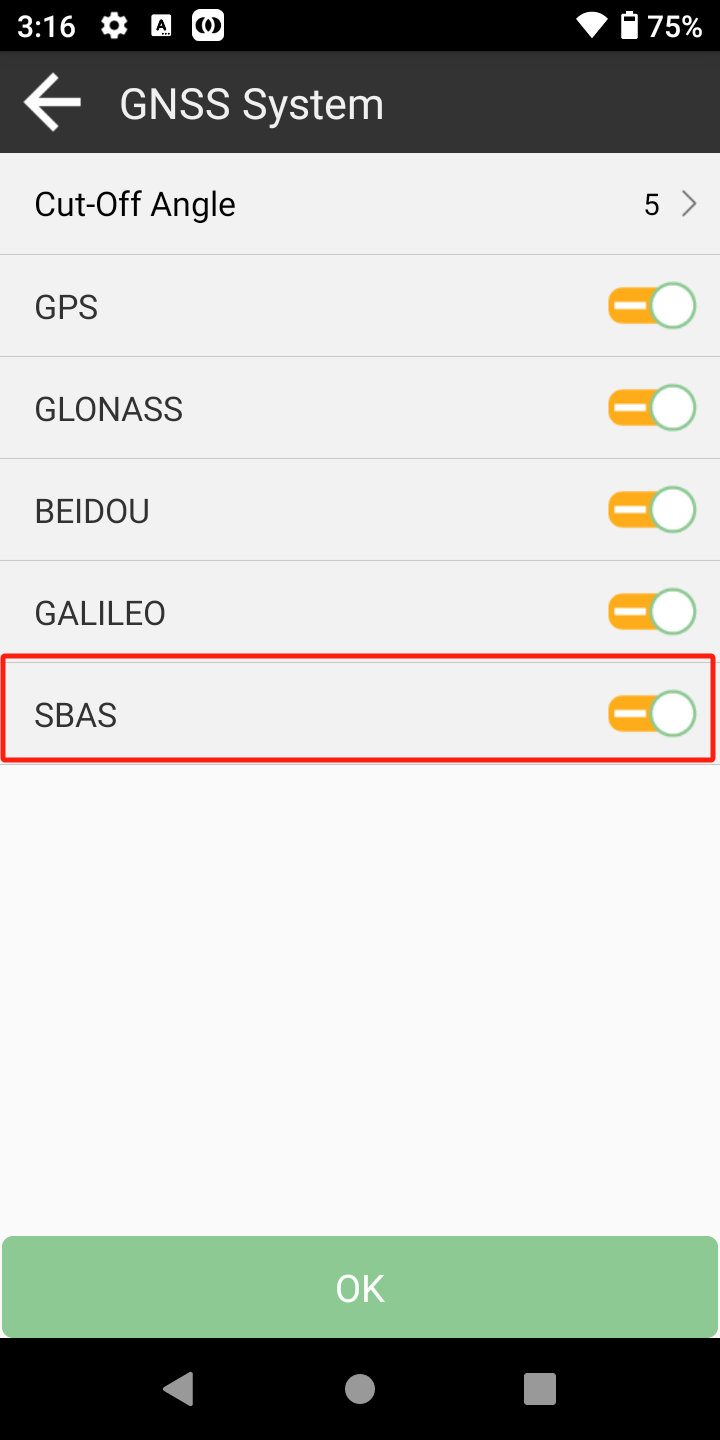 3:16 A 75%
GNSS System
Cut-Off Angle 5
GPS
GLONASS
BEIDOU
GALILEO
SBAS
OK